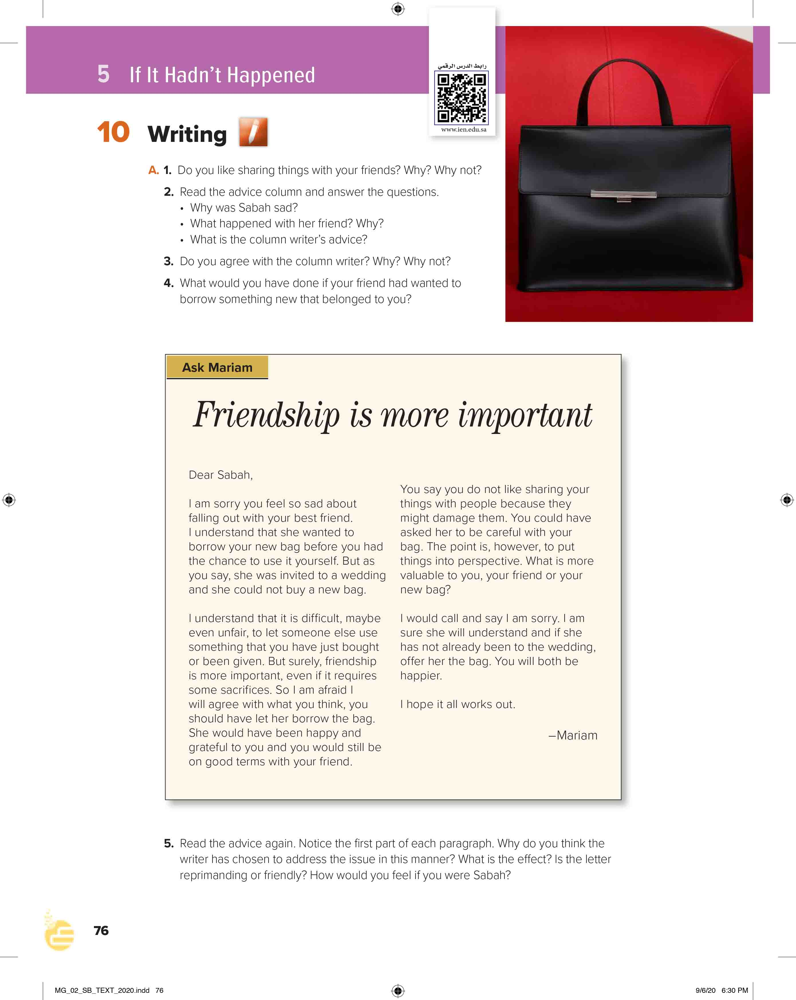 5 If It Hadn't Happened
رابط الدرس الرقمي
www.ien.edu.sa
10 Writing
A. 1. Do you like sharing things with your friends? Why? Why not?
2. Read the advice column and answer the questions.
• Why was Sabah sad?
• What happened with her friend? Why?
• What is the column writer's advice?
3. Do you agree with the column writer? Why? Why not?
4. What would you have done if your friend had wanted to
borrow something new that belonged to you?
Ask Mariam
Friendship is more important
Dear Sabah,
I am sorry you feel so sad about
falling out with your best friend.
I understand that she wanted to
borrow your new bag before you had
the chance to use it yourself. But as
you say, she was invited to a wedding
and she could not buy a new bag.
I understand that it is difficult, maybe
even unfair, to let someone else use
something that you have just bought
or been given. But surely, friendship
is more important, even if it requires
some sacrifices. So I am afraid I
will agree with what you think, you
should have let her borrow the bag.
She would have been happy and
grateful to you and you would still be
on good terms with your friend.
You say you do not like sharing your
things with people because they
might damage them. You could have
asked her to be careful with your
bag. The point is, however, to put
things into perspective. What is more
valuable to you, your friend or your
new bag?
I would call and say I am sorry. I am
sure she will understand and if she
has not already been to the wedding,
offer her the bag. You will both be
happier.
I hope it all works out.
–Mariam
5. Read the advice again. Notice the first part of each paragraph. Why do you think the
writer has chosen to address the issue in this manner? What is the effect? Is the letter
reprimanding or friendly? How would you feel if you were Sabah?
76
MG_02_SB_TEXT_2020.indd 76
9/6/20 6:30 PM